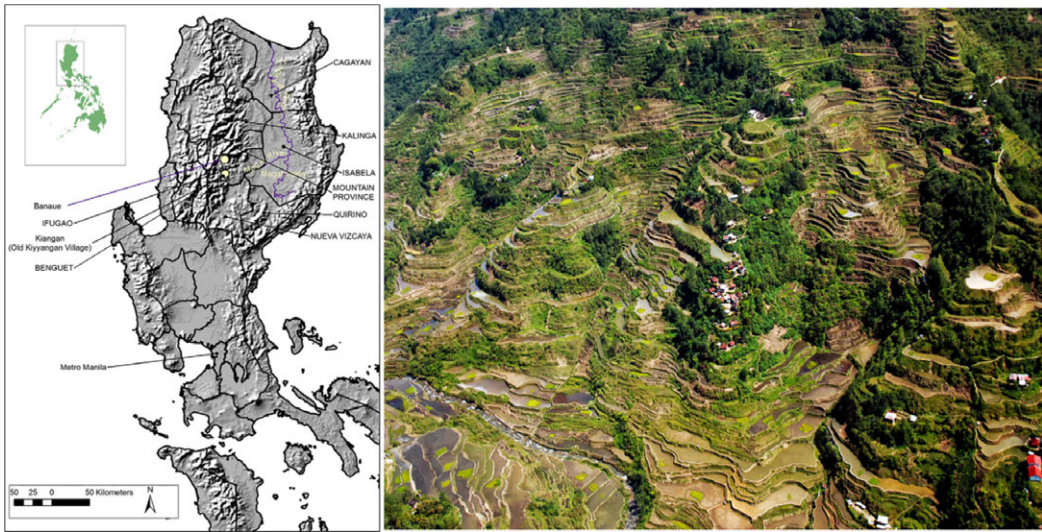 CAGAYAN
KALINGA
ISABELA
MOUNTAIN
PROVINCE
QUIRINO
NUEVA VIZCAYA
Banaue
IFUGAO
Kiangan
(Old Kiyyangan Village)
BENGUET
Metro Manila
50 25 0 50 Kilometers
N